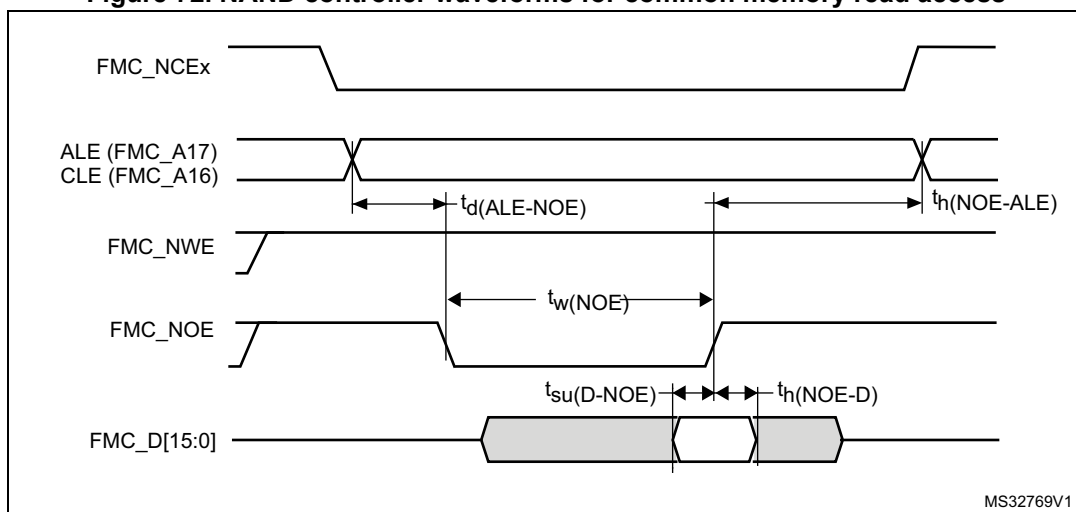 Figure NAND controller waveforms for common memory read access
FMC_NCEx
ALE (FMC_A17)
CLE (FMC_A16)
td(ALE-NOE)
th(NOE-ALE)
FMC_NWE
tw(NOE)
FMC_NOE
tsu(D-NOE)
th(NOE-D)
FMC_D[15:0]
MS32769V1